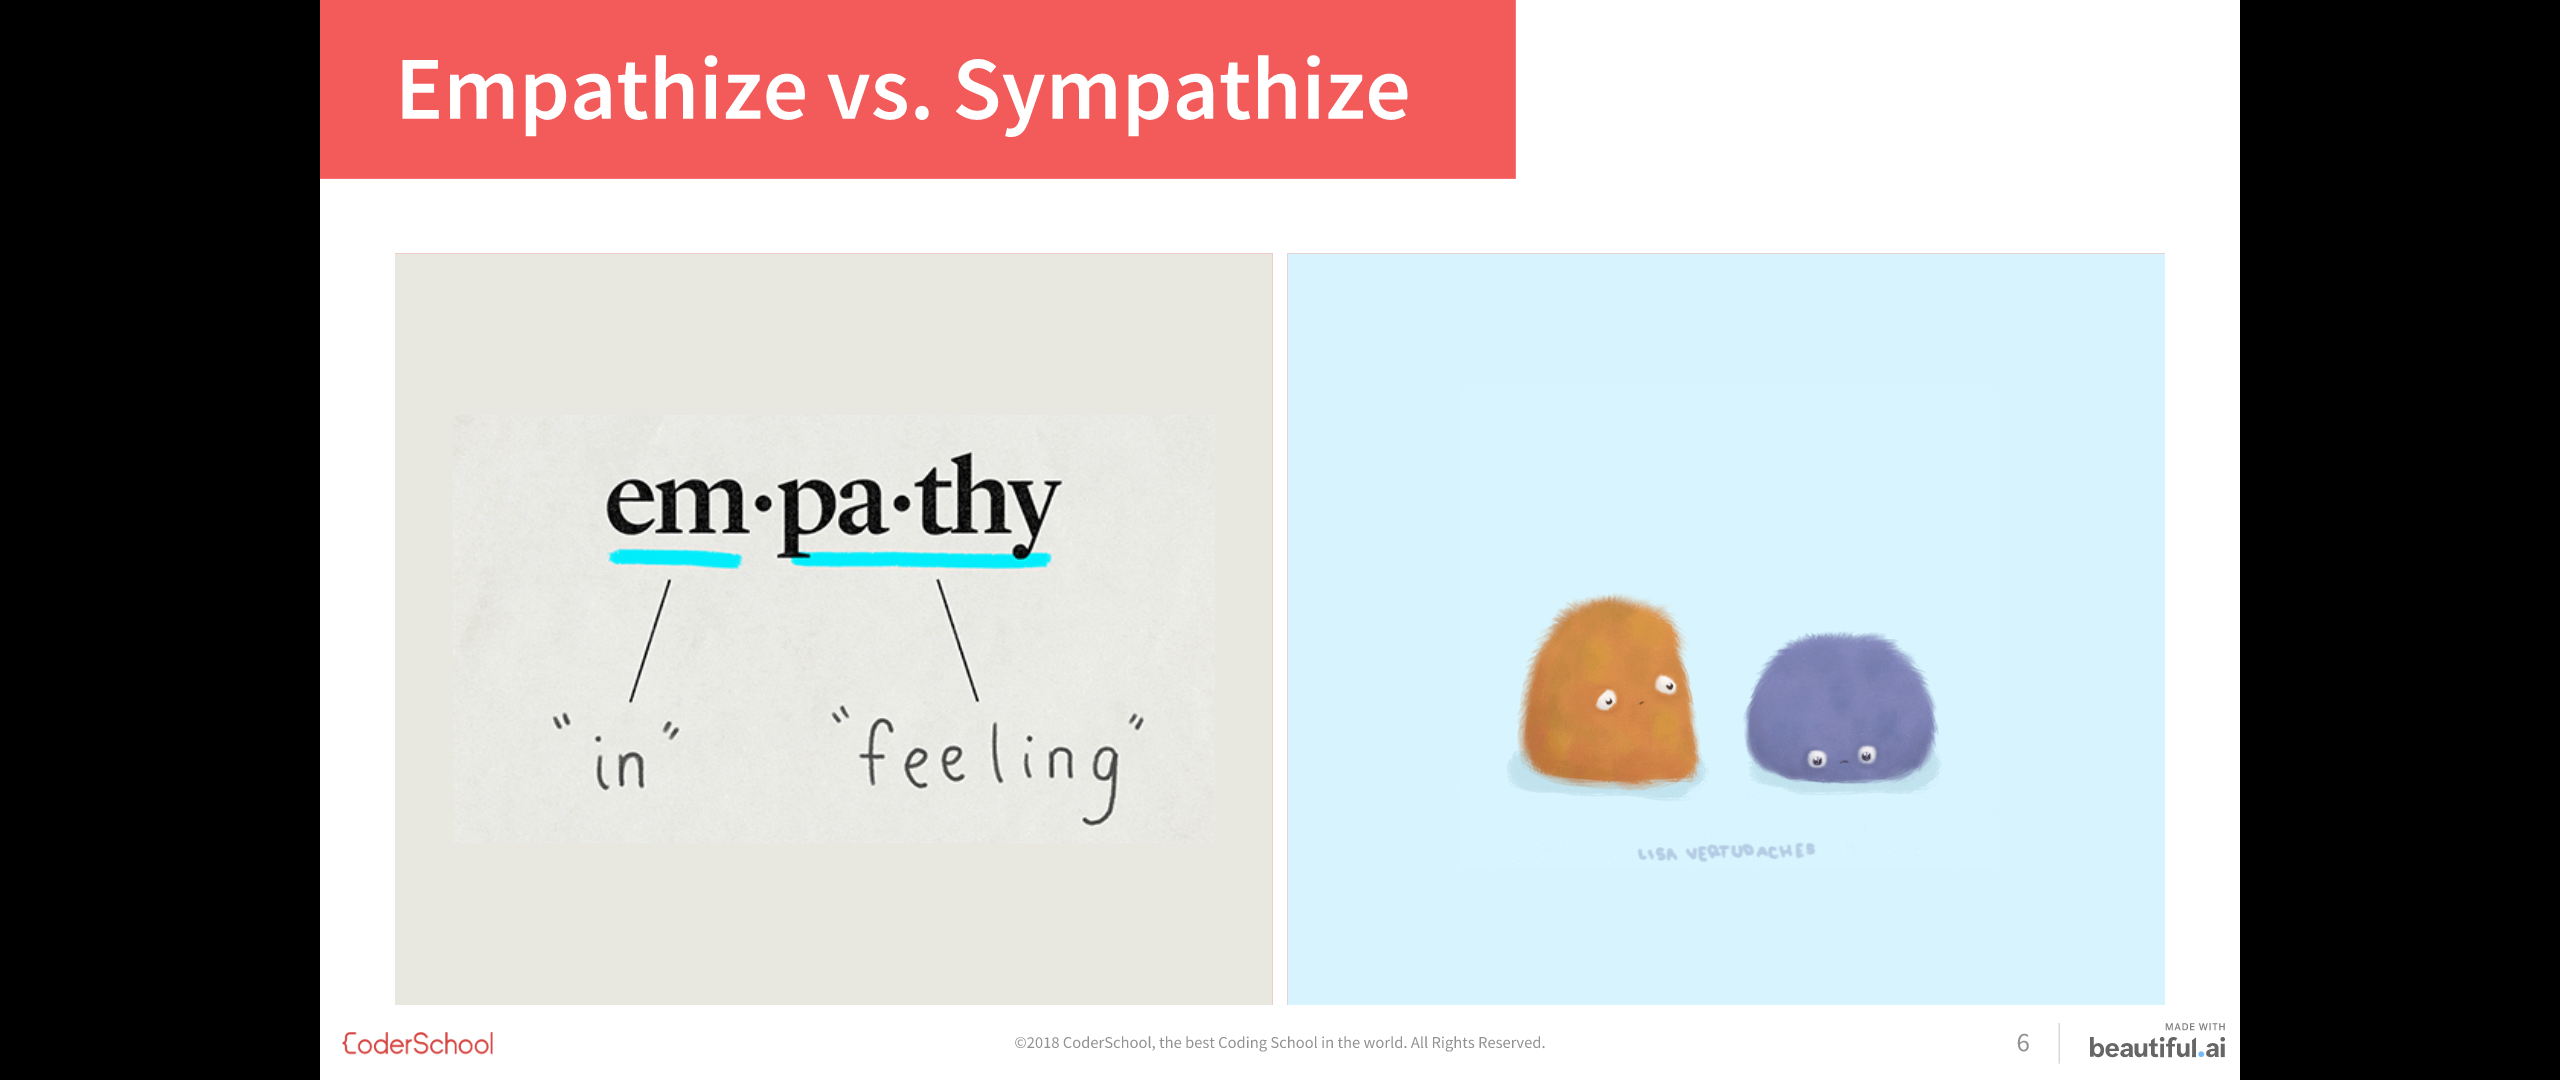 Empathize vs. Sympathize
em·pa·thy
"in" "feeling"
LISA VERTUDACHES
{CoderSchool
©2018 CoderSchool, the best Coding School in the world. All Rights Reserved.
6
MADE WITH
beautiful.ai